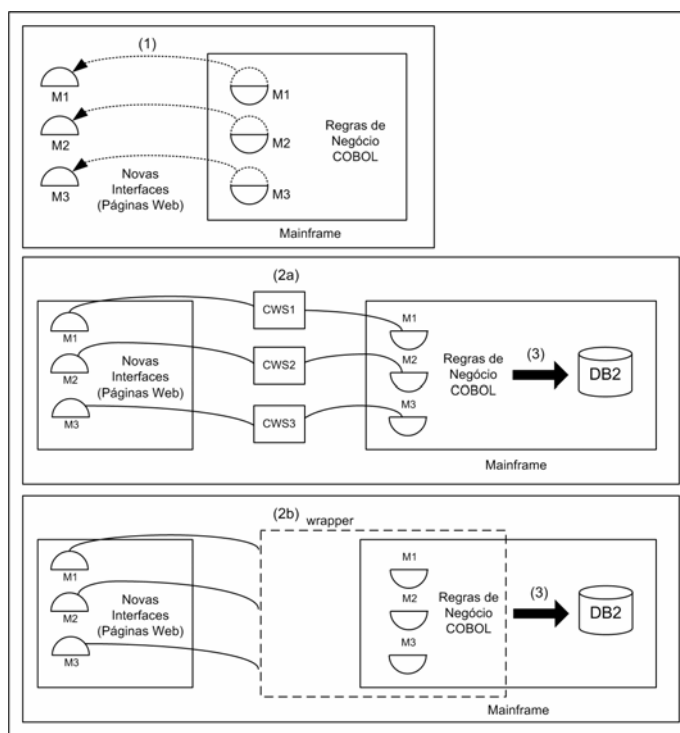 (1)
M1
M1
M2
M2
Regras de
Negócio
COBOL
M3
M3
Novas
Interfaces
(Páginas Web)
Mainframe
(2a)
CWS1
M1
M1
M2
CWS2
M2
Novas
Interfaces
(Páginas Web)
Regras de
Negócio
COBOL
(3)
DB2
M3
CWS3
M3
Mainframe
(2b)
wrapper
M1
M1
M2
M2
Novas
Interfaces
(Páginas Web)
Regras de
Negócio
COBOL
(3)
DB2
M3
M3
Mainframe